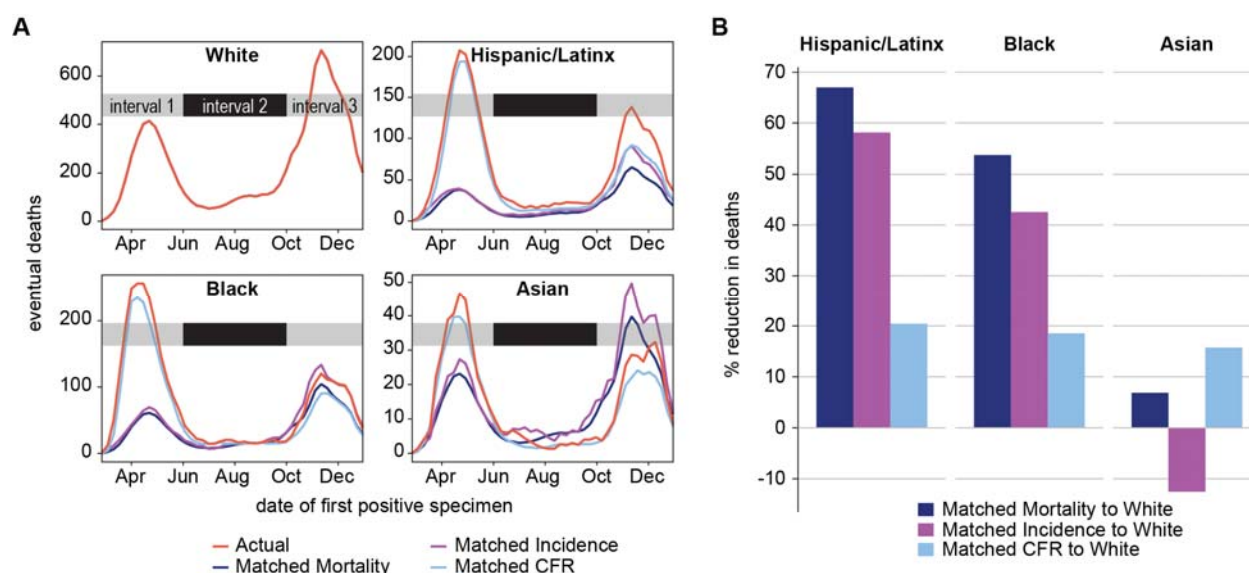 A
White
Hispanic/Latinx
600
400
200
0
interval 1
interval 2
interval 3
Apr Jun Aug Oct Dec
200
150
100
50
0
Apr Jun Aug Oct Dec
eventual deaths
Black
Asian
200
100
0
Apr Jun Aug Oct Dec
50
40
30
20
10
0
Apr Jun Aug Oct Dec
date of first positive specimen
Actual
Matched Incidence
Matched Mortality
Matched CFR
B
Hispanic/Latinx
Black
Asian
% reduction in deaths
70
60
50
40
30
20
10
0
-10
Matched Mortality to White
Matched Incidence to White
Matched CFR to White